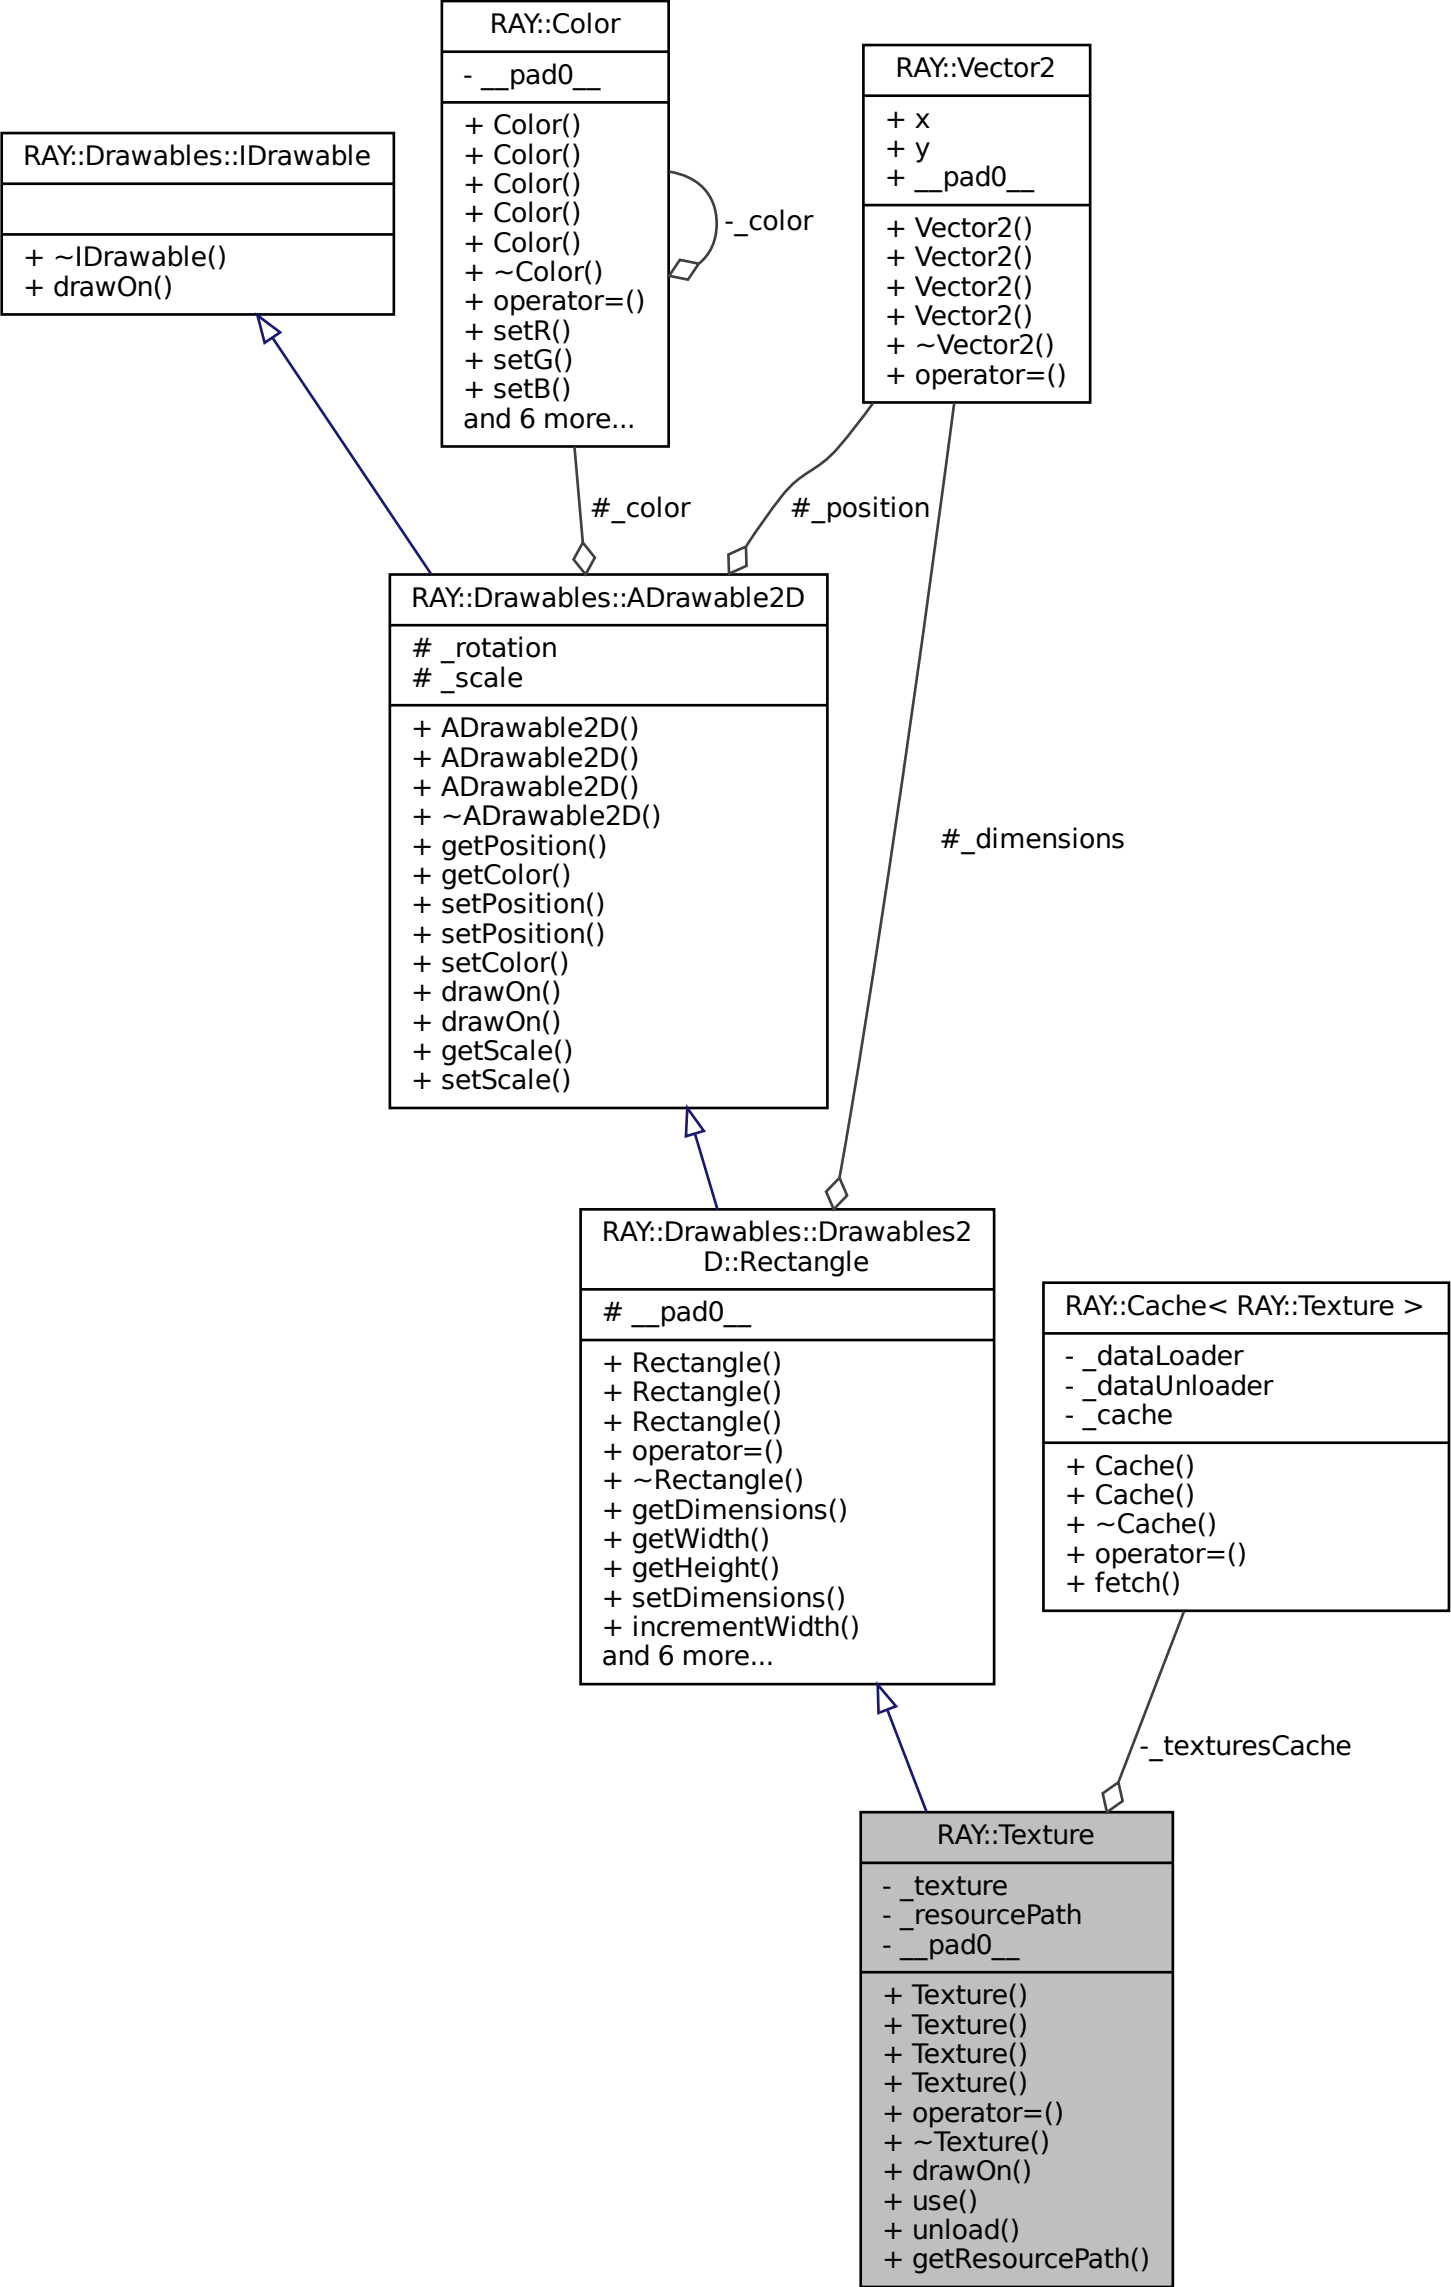 RAY::Color
- __pad0__
+ Color()
+ Color()
+ Color()
+ Color()
+ Color()
+ ~Color()
+ operator=()
+ setR()
+ setG()
+ setB()
and 6 more...
-_color
RAY::Vector2
+ x
+ y
+ __pad0__
+ Vector2()
+ Vector2()
+ Vector2()
+ Vector2()
+ ~Vector2()
+ operator=()
RAY::Drawables::IDrawable
+ ~IDrawable()
+ drawOn()
#_color
#_position
RAY::Drawables::ADrawable2D
# _rotation
# _scale
+ ADrawable2D()
+ ADrawable2D()
+ ADrawable2D()
+ ~ADrawable2D()
+ getPosition()
+ getColor()
+ setPosition()
+ setPosition()
+ setColor()
+ drawOn()
+ drawOn()
+ getScale()
+ setScale()
#_dimensions
RAY::Drawables::Drawables2
D::Rectangle
# __pad0__
+ Rectangle()
+ Rectangle()
+ Rectangle()
+ operator=()
+ ~Rectangle()
+ getDimensions()
+ getWidth()
+ getHeight()
+ setDimensions()
+ incrementWidth()
and 6 more...
RAY::Cache< RAY::Texture >
- _dataLoader
- _dataUnloader
- _cache
+ Cache()
+ Cache()
+ ~Cache()
+ operator=()
+ fetch()
-_texturesCache
RAY::Texture
- _texture
- _resourcePath
- __pad0__
+ Texture()
+ Texture()
+ Texture()
+ Texture()
+ operator=()
+ ~Texture()
+ drawOn()
+ use()
+ unload()
+ getResourcePath()